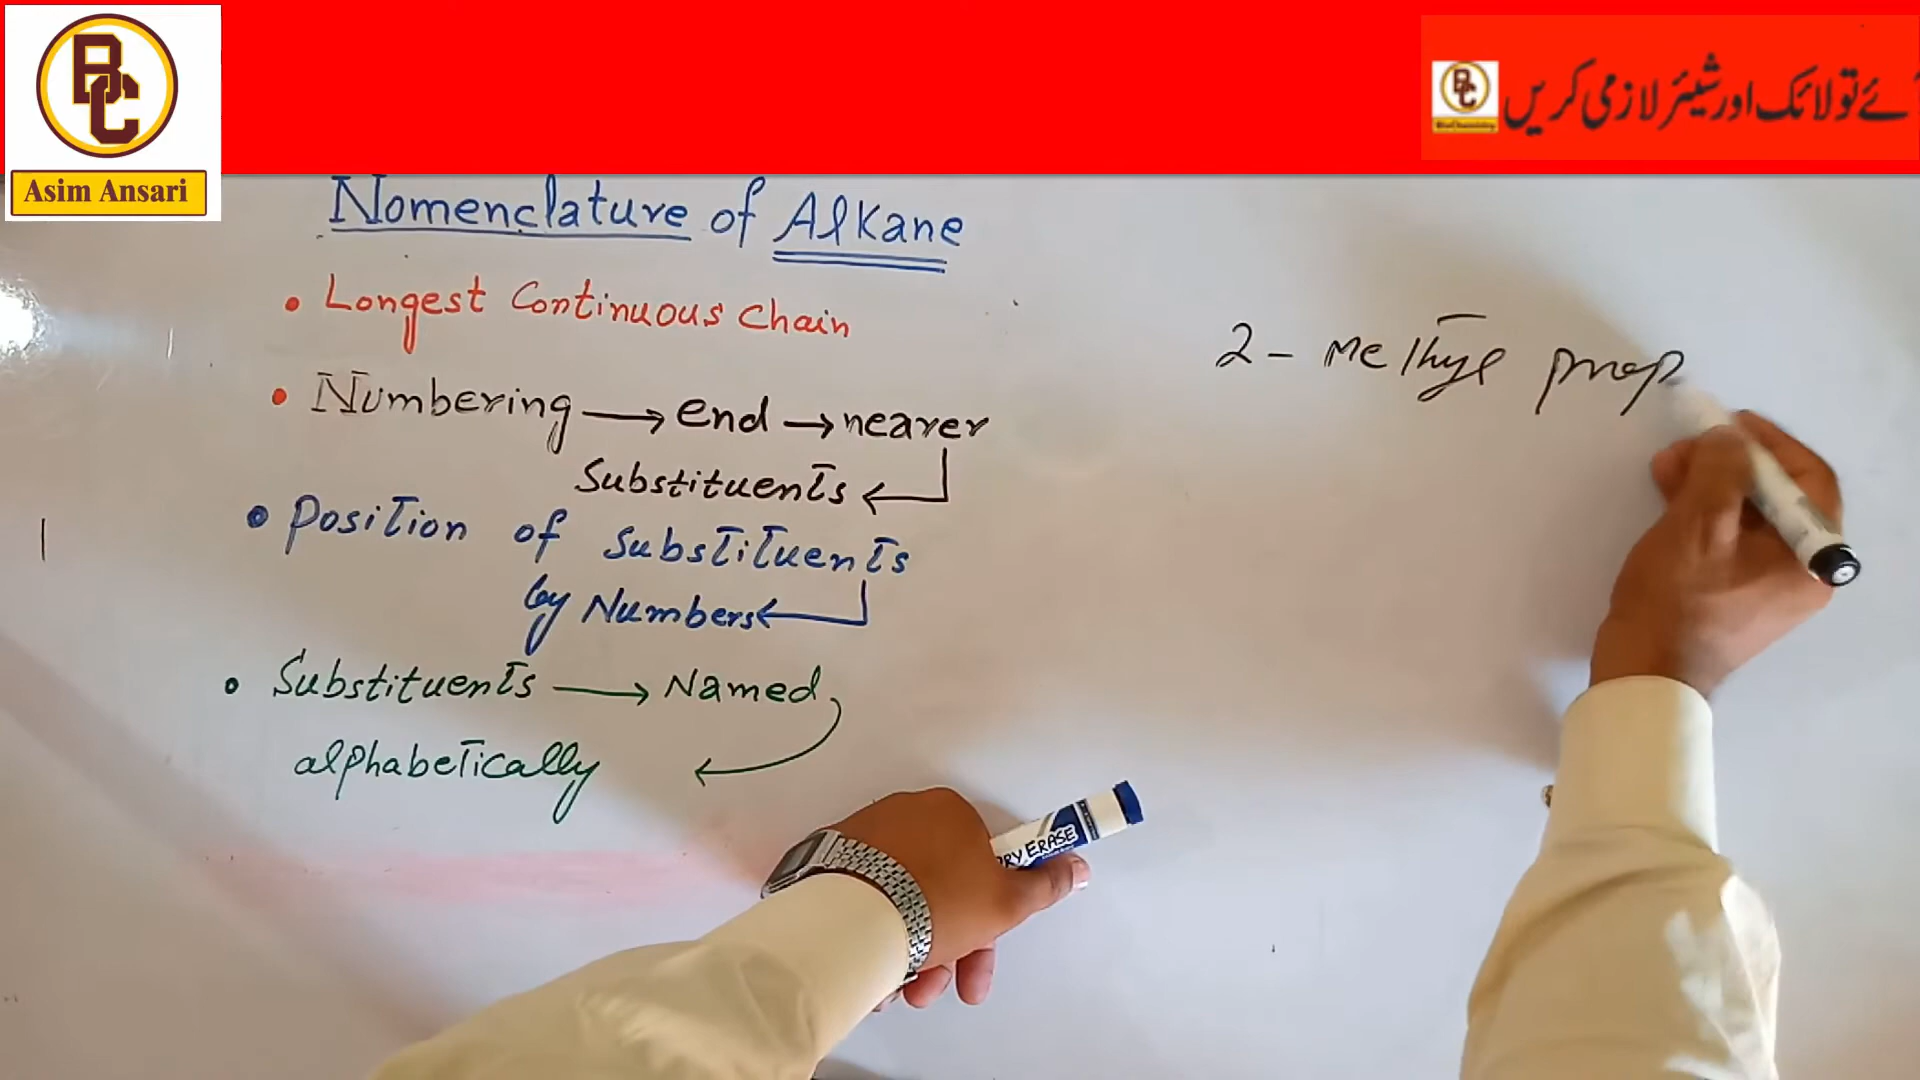 BC
Asim Ansari
ئے تو لائک اور شیئر لازمی کریں
Nomenclature of Alkane
• Longest Continuous Chain
• Numbering → end → nearer
Substituents ←
• Position of Substituents
by Numbers ←
• Substituents → Named
alphabetically ←
2 - Methyl prop
DRY ERASE